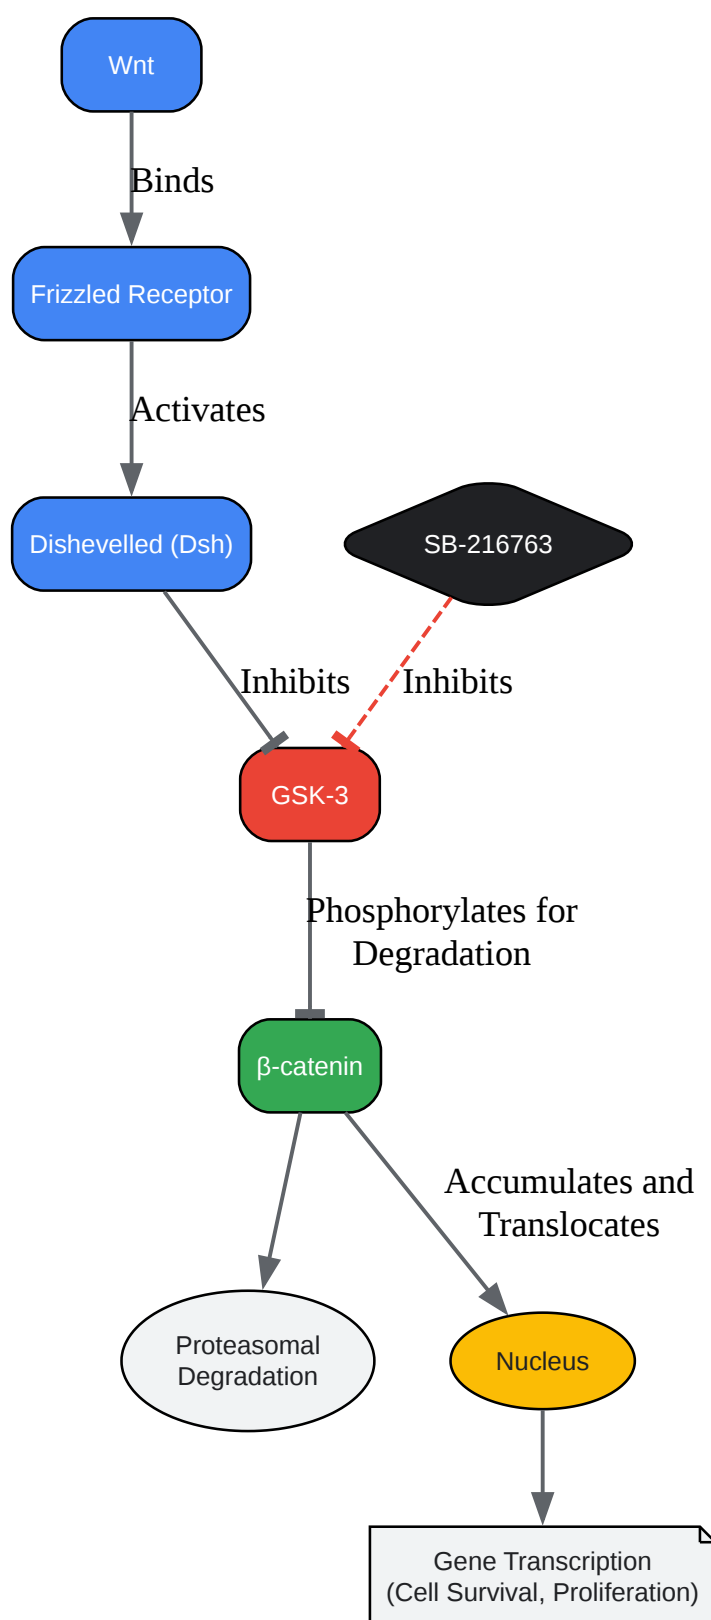 Wnt
Binds
Frizzled Receptor
Activates
Dishevelled (Dsh)
SB-216763
Inhibits
Inhibits
GSK-3
Phosphorylates for
Degradation
β-catenin
Accumulates and
Translocates
Proteasomal
Degradation
Nucleus
Gene Transcription
(Cell Survival, Proliferation)